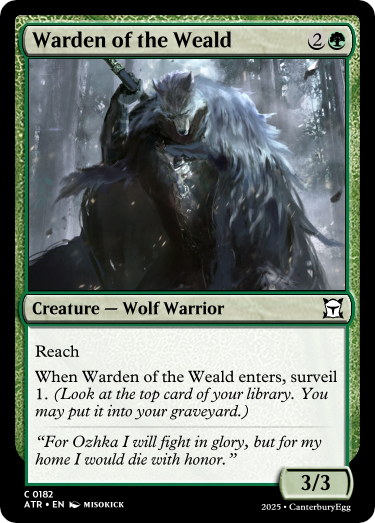 Warden of the Weald 2
Creature — Wolf Warrior
Reach
When Warden of the Weald enters, surveil
1. (Look at the top card of your library. You
may put it into your graveyard.)
“For Ozhka I will fight in glory, but for my
home I would die with honor.”
3/3
C 0182
ATR • EN MISOKICK
2025 • CanterburyEgg